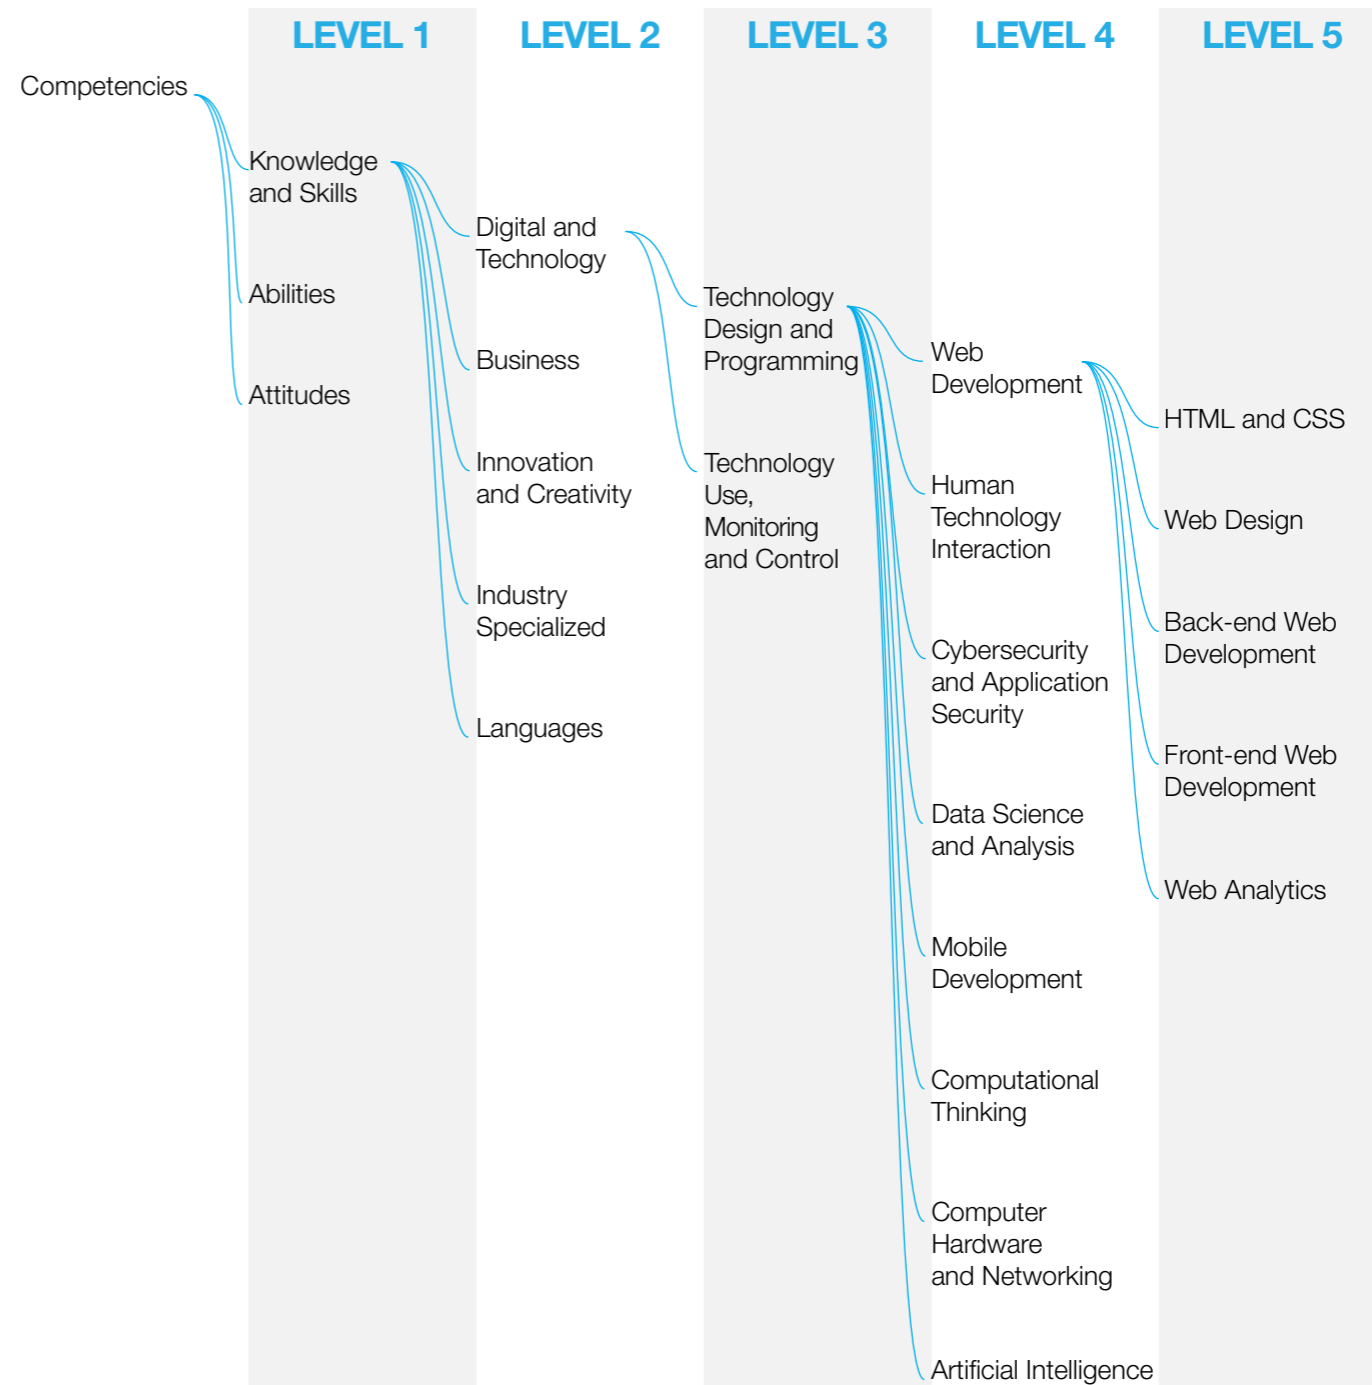 LEVEL 1
LEVEL 2
LEVEL 3
LEVEL 4
LEVEL 5
Competencies
Knowledge
and Skills
Abilities
Attitudes
Digital and
Technology
Business
Innovation
and Creativity
Industry
Specialized
Languages
Technology
Design and
Programming
Technology
Use,
Monitoring
and Control
Web
Development
Human
Technology
Interaction
Cybersecurity
and Application
Security
Data Science
and Analysis
Mobile
Development
Computational
Thinking
Computer
Hardware
and Networking
Artificial Intelligence
HTML and CSS
Web Design
Back-end Web
Development
Front-end Web
Development
Web Analytics